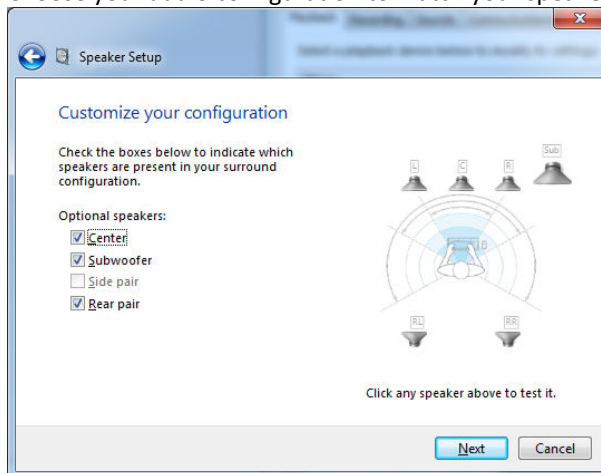 Speaker Setup
Customize your configuration
Check the boxes below to indicate which
speakers are present in your surround
configuration.
Optional speakers:
Center
Subwoofer
Side pair
Rear pair
L
C
R
Sub
RL
RR
Click any speaker above to test it.
Next
Cancel